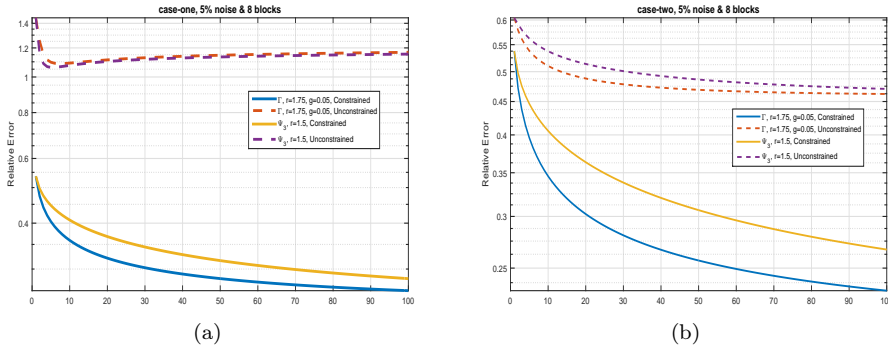 case-one, 5% noise & 8 blocks
Relative Error
1.4
1.2
1
0.8
0.6
0.4
0 10 20 30 40 50 60 70 80 90 100
Γ, r=1.75, g=0.05, Constrained
Γ, r=1.75, g=0.05, Unconstrained
Ψ3, r=1.5, Constrained
Ψ3, r=1.5, Unconstrained
(a)
case-two, 5% noise & 8 blocks
Relative Error
0.6
0.55
0.5
0.45
0.4
0.35
0.3
0.25
0 10 20 30 40 50 60 70 80 90 100
Γ, r=1.75, g=0.05, Constrained
Γ, r=1.75, g=0.05, Unconstrained
Ψ3, r=1.5, Constrained
Ψ3, r=1.5, Unconstrained
(b)